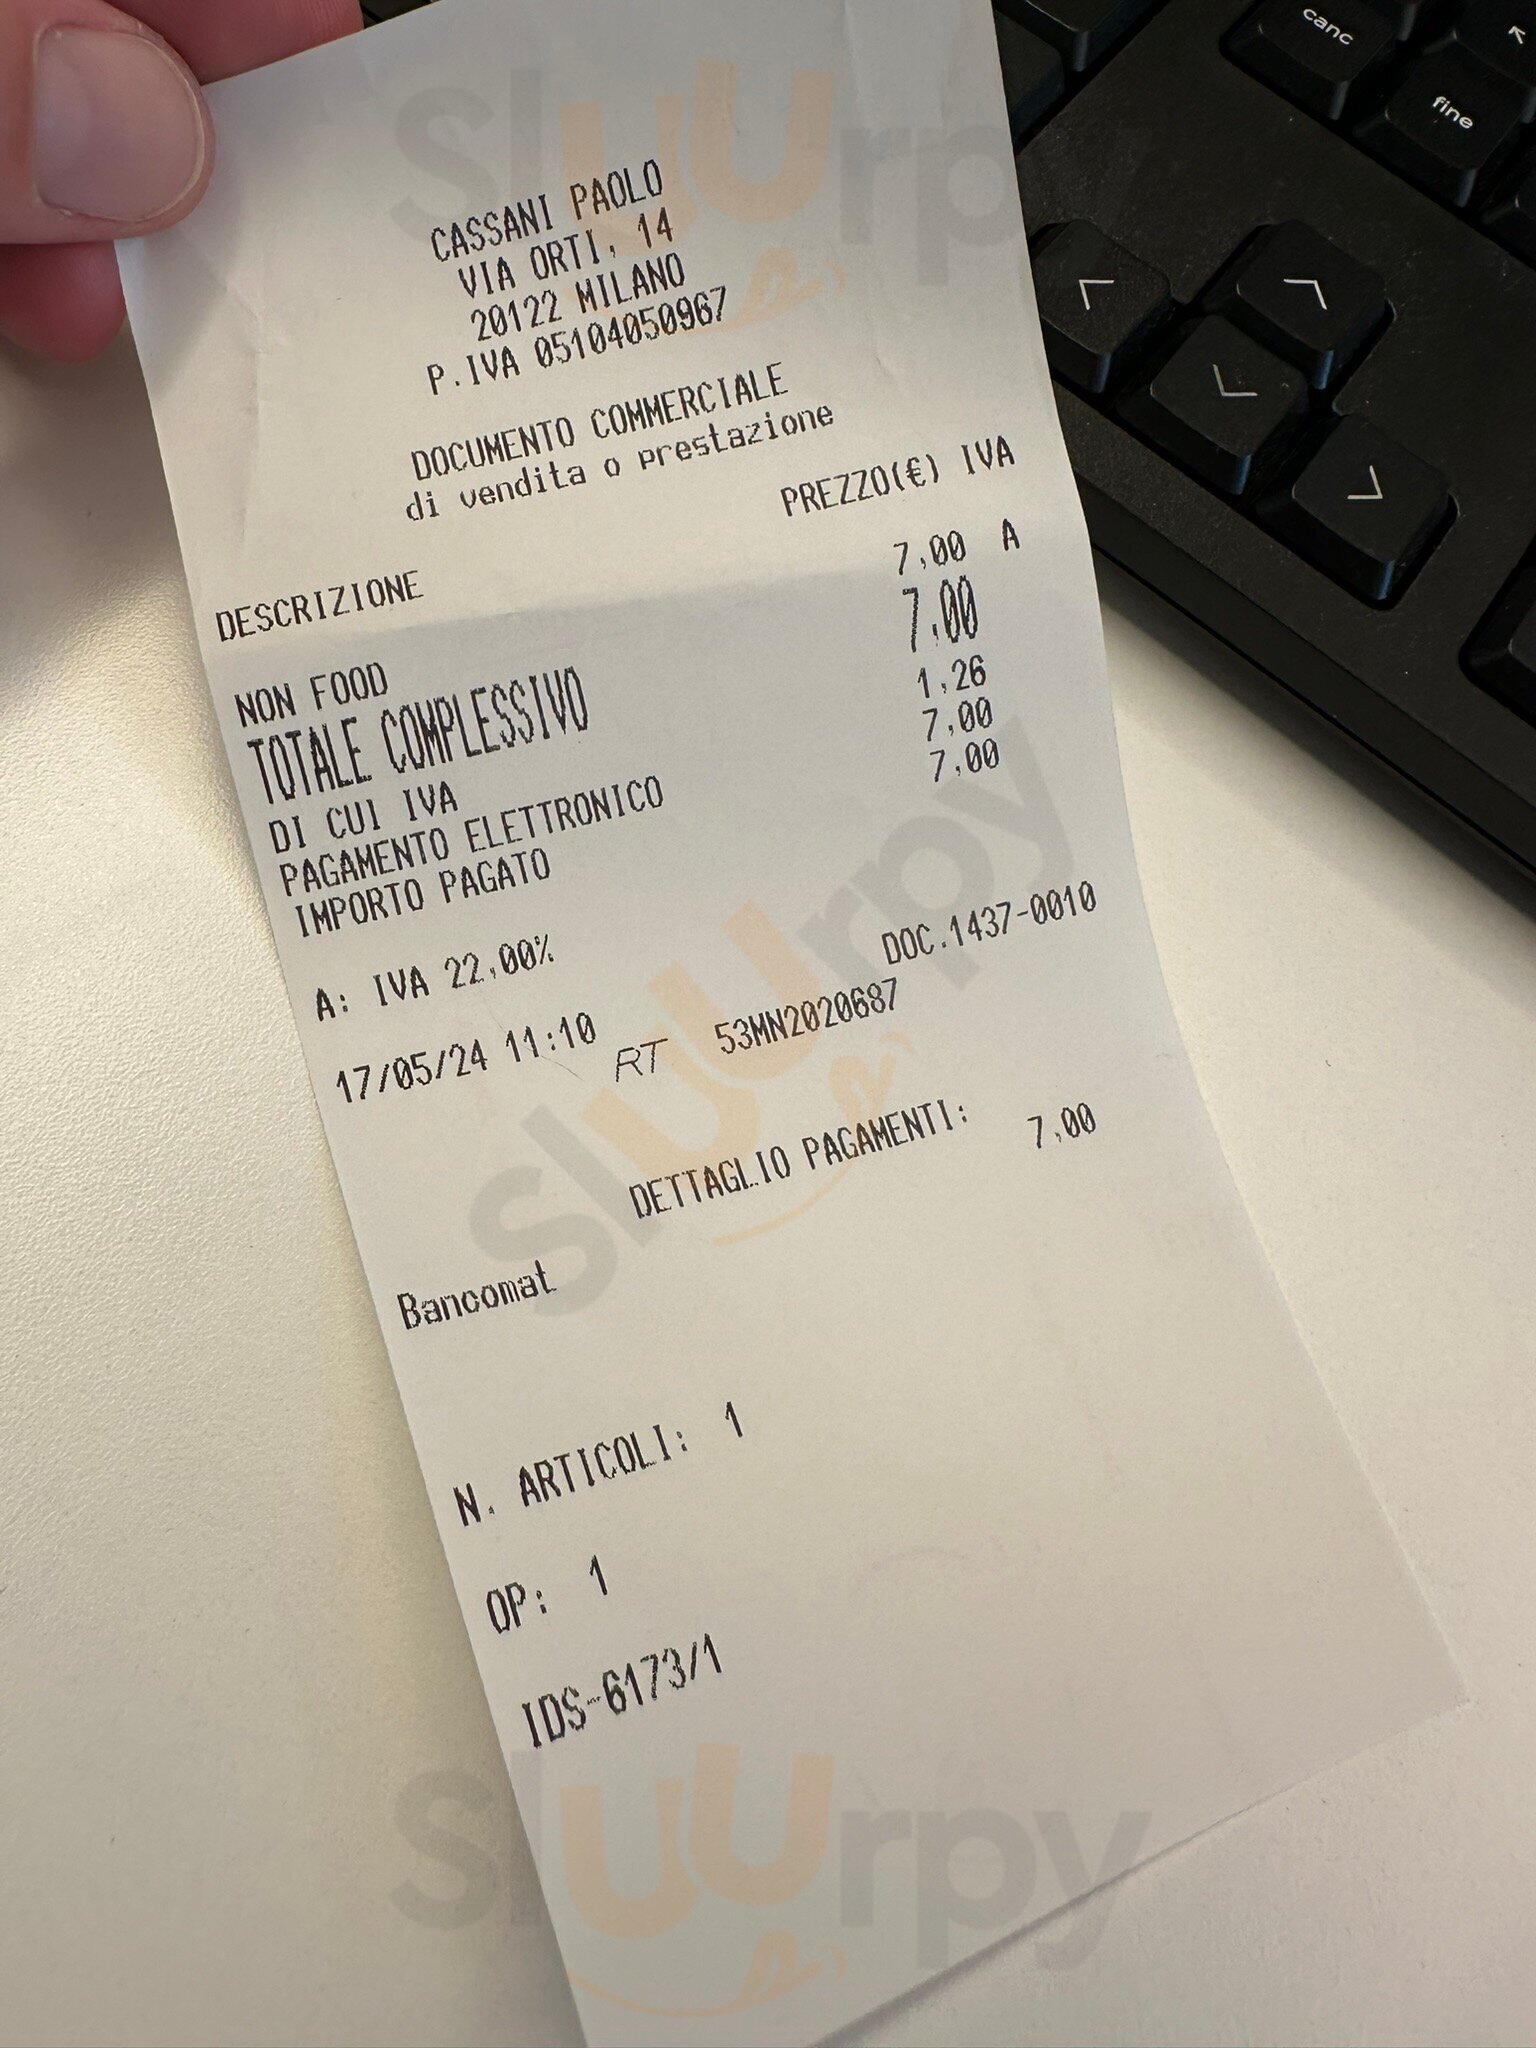 canc
fine
CASSANI PAOLO
VIA ORTI, 14
20122 MILANO
P.IVA 05104050967
DOCUMENTO COMMERCIALE
di vendita o prestazione
DESCRIZIONE PREZZO(€) IVA
NON FOOD 7,00 A
TOTALE COMPLESSIVO 7,00
DI CUI IVA 1,26
PAGAMENTO ELETTRONICO 7,00
IMPORTO PAGATO 7,00
A: IVA 22,00%
17/05/24 11:10 DOC.1437-0010
RT 53MN2020687
DETTAGLIO PAGAMENTI:
Bancomat 7,00
N. ARTICOLI: 1
OP: 1
IDS-6173/1
Sluurpy
Sluurpy
Sluurpy